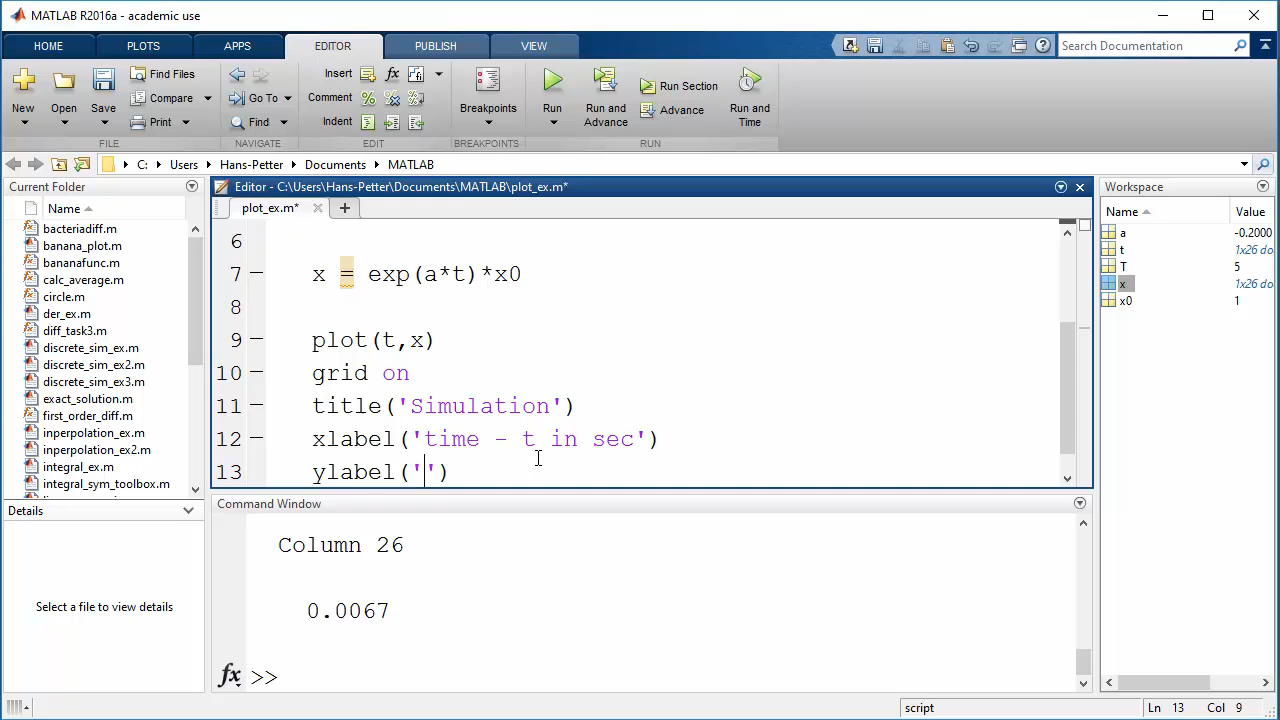 MATLAB R2016a - academic use
HOME PLOTS APPS EDITOR PUBLISH VIEW Search Documentation
New Open Save Find Files Compare Print Go To Find Insert fx Comment Indent Breakpoints Run Run and Advance Run Section Advance Run and Time
FILE NAVIGATE EDIT BREAKPOINTS RUN
C: Users Hans-Petter Documents MATLAB
Current Folder
Name
bacteriadiff.m
banana_plot.m
bananafunc.m
calc_average.m
circle.m
der_ex.m
diff_task3.m
discrete_sim_ex.m
discrete_sim_ex2.m
discrete_sim_ex3.m
exact_solution.m
first_order_diff.m
inperpolation_ex.m
inperpolation_ex2.m
integral_ex.m
integral_sym_toolbox.m
Details
Select a file to view details
Editor - C:\Users\Hans-Petter\Documents\MATLAB\plot_ex.m*
plot_ex.m*
6
7 x = exp(a*t)*x0
8
9 plot(t,x)
10 grid on
11 title('Simulation')
12 xlabel('time - t in sec')
13 ylabel('')
Command Window
Column 26
0.0067
fx >>
Workspace
Name Value
a -0.2000
t 1x26 do
T 5
x 1x26 do
x0 1
script Ln 13 Col 9